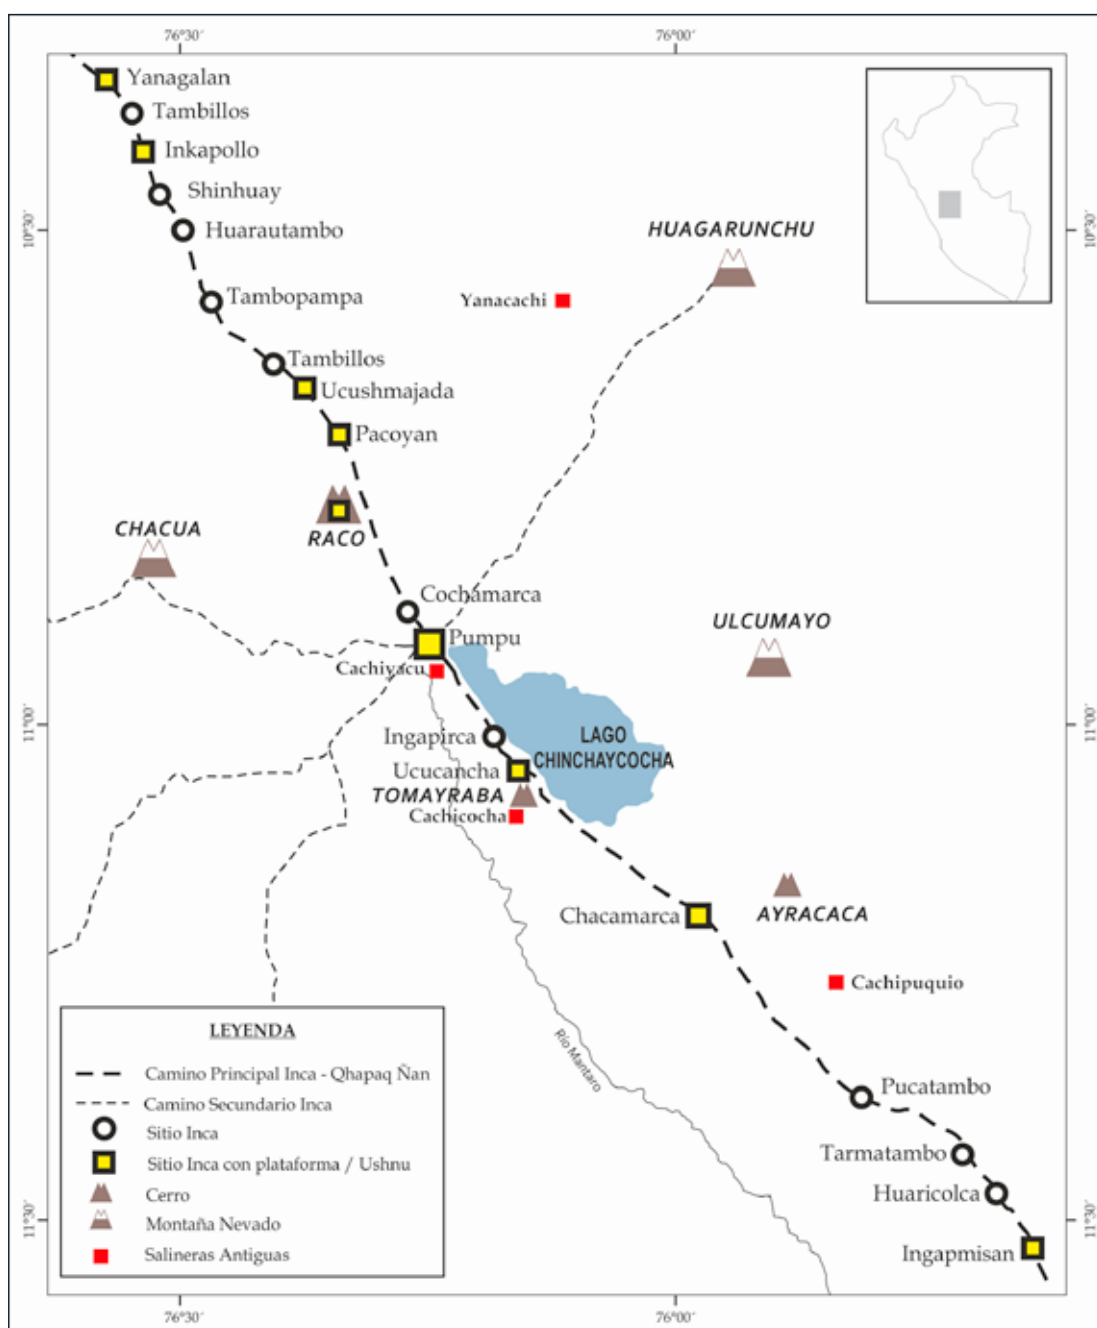 76°30´
76°00´
Yanagalan
Tambillos
Inkapollo
Shinhuay
Huarautambo
10°30´
10°30´
HUAGARUNCHU
Tambopampa
Yanacachi
Tambillos
Ucushmajada
Pacoyan
CHACUA
RACO
Cochamarca
ULCUMAYO
Pumpu
Cachiyacu
11°00´
11°00´
Ingapirca
LAGO
CHINCHAYCOCHA
Ucucancha
TOMAYRABA
Cachicocha
Chacamarca
AYRACACA
Cachipuquio
LEYENDA
Camino Principal Inca - Qhapaq Ñan
Camino Secundario Inca
Sitio Inca
Sitio Inca con plataforma / Ushnu
Cerro
Montaña Nevado
Salineras Antiguas
Río Mantaro
Pucatambo
Tarmatambo
Huaricolca
11°30´
11°30´
Ingapmisan
76°30´
76°00´